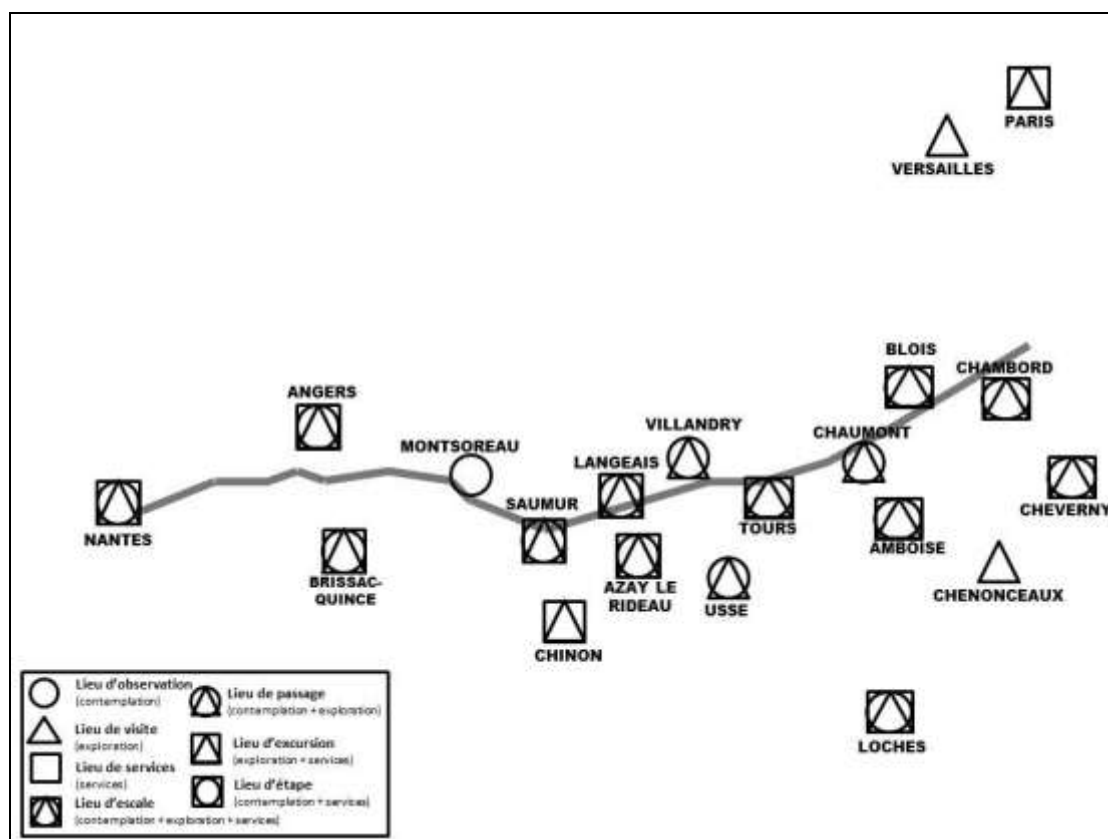 PARIS
VERSAILLES
BLOIS
CHAMBORD
ANGERS
VILLANDRY
CHAUMONT
MONTSOREAU
LANGEAIS
SAUMUR
NANTES
TOURS
CHEVERNY
AMBOISE
BRISSAC-
QUINCE
AZAY LE
RIDEAU
USSE
CHENONCEAUX
CHINON
LOCHES
Lieu d'observation
(contemplation)
Lieu de visite
(exploration)
Lieu de services
(services)
Lieu d'escale
(contemplation + exploration + services)
Lieu de passage
(contemplation + exploration)
Lieu d'excursion
(exploration + services)
Lieu d'étape
(contemplation + services)